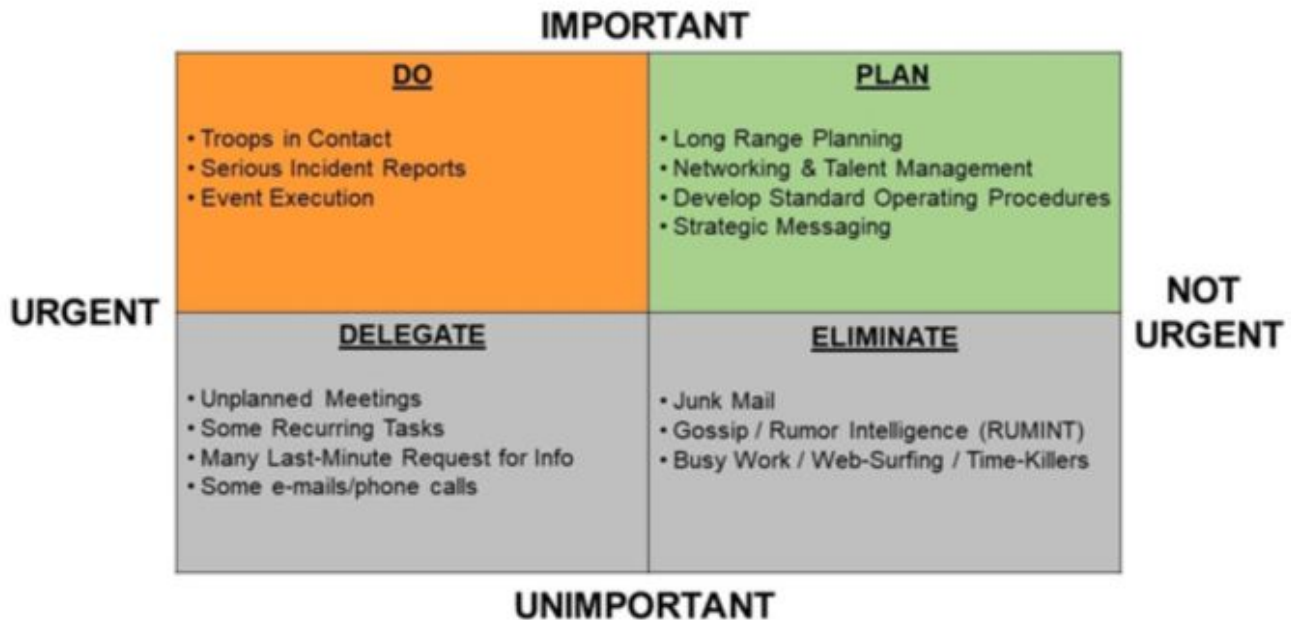 IMPORTANT
DO
• Troops in Contact
• Serious Incident Reports
• Event Execution
PLAN
• Long Range Planning
• Networking & Talent Management
• Develop Standard Operating Procedures
• Strategic Messaging
URGENT
NOT
URGENT
DELEGATE
• Unplanned Meetings
• Some Recurring Tasks
• Many Last-Minute Request for Info
• Some e-mails/phone calls
ELIMINATE
• Junk Mail
• Gossip / Rumor Intelligence (RUMINT)
• Busy Work / Web-Surfing / Time-Killers
UNIMPORTANT